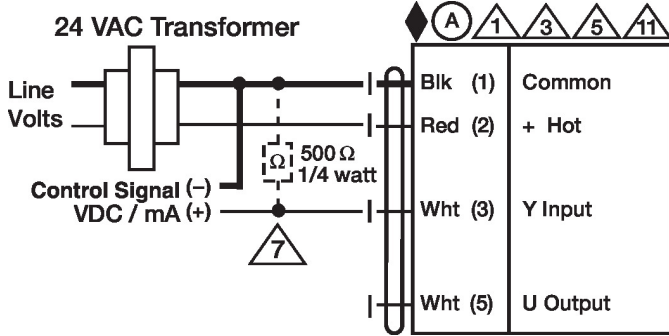 24 VAC Transformer
A 1 3 5 11
Line
Volts
Blk (1) Common
Red (2) + Hot
Ω 500 Ω
1/4 watt
Control Signal (–)
VDC / mA (+)
Wht (3) Y Input
7
Wht (5) U Output